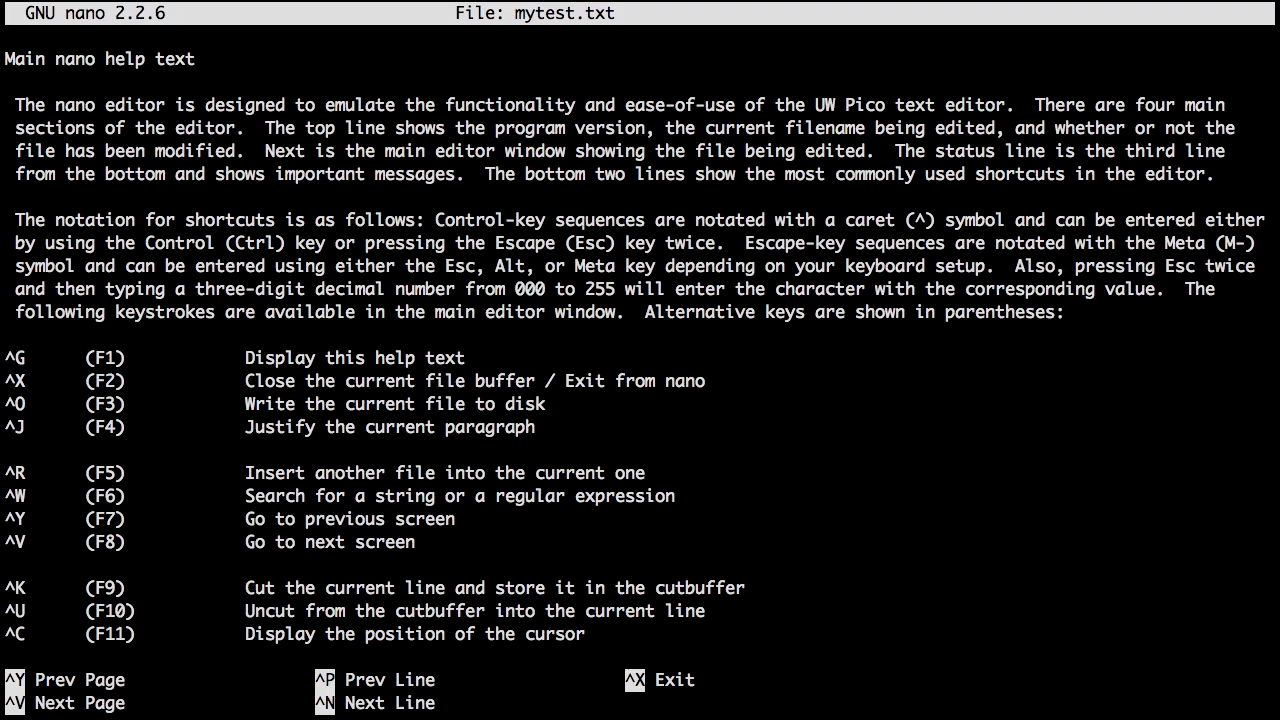 GNU nano 2.2.6 File: mytest.txt
Main nano help text
The nano editor is designed to emulate the functionality and ease-of-use of the UW Pico text editor.  There are four main
sections of the editor.  The top line shows the program version, the current filename being edited, and whether or not the
file has been modified.  Next is the main editor window showing the file being edited.  The status line is the third line
from the bottom and shows important messages.  The bottom two lines show the most commonly used shortcuts in the editor.
The notation for shortcuts is as follows: Control-key sequences are notated with a caret (^) symbol and can be entered either
by using the Control (Ctrl) key or pressing the Escape (Esc) key twice.  Escape-key sequences are notated with the Meta (M-)
symbol and can be entered using either the Esc, Alt, or Meta key depending on your keyboard setup.  Also, pressing Esc twice
and then typing a three-digit decimal number from 000 to 255 will enter the character with the corresponding value.  The
following keystrokes are available in the main editor window.  Alternative keys are shown in parentheses:
^G (F1) Display this help text
^X (F2) Close the current file buffer / Exit from nano
^O (F3) Write the current file to disk
^J (F4) Justify the current paragraph
^R (F5) Insert another file into the current one
^W (F6) Search for a string or a regular expression
^Y (F7) Go to previous screen
^V (F8) Go to next screen
^K (F9) Cut the current line and store it in the cutbuffer
^U (F10) Uncut from the cutbuffer into the current line
^C (F11) Display the position of the cursor
^Y Prev Page ^P Prev Line ^X Exit
^V Next Page ^N Next Line